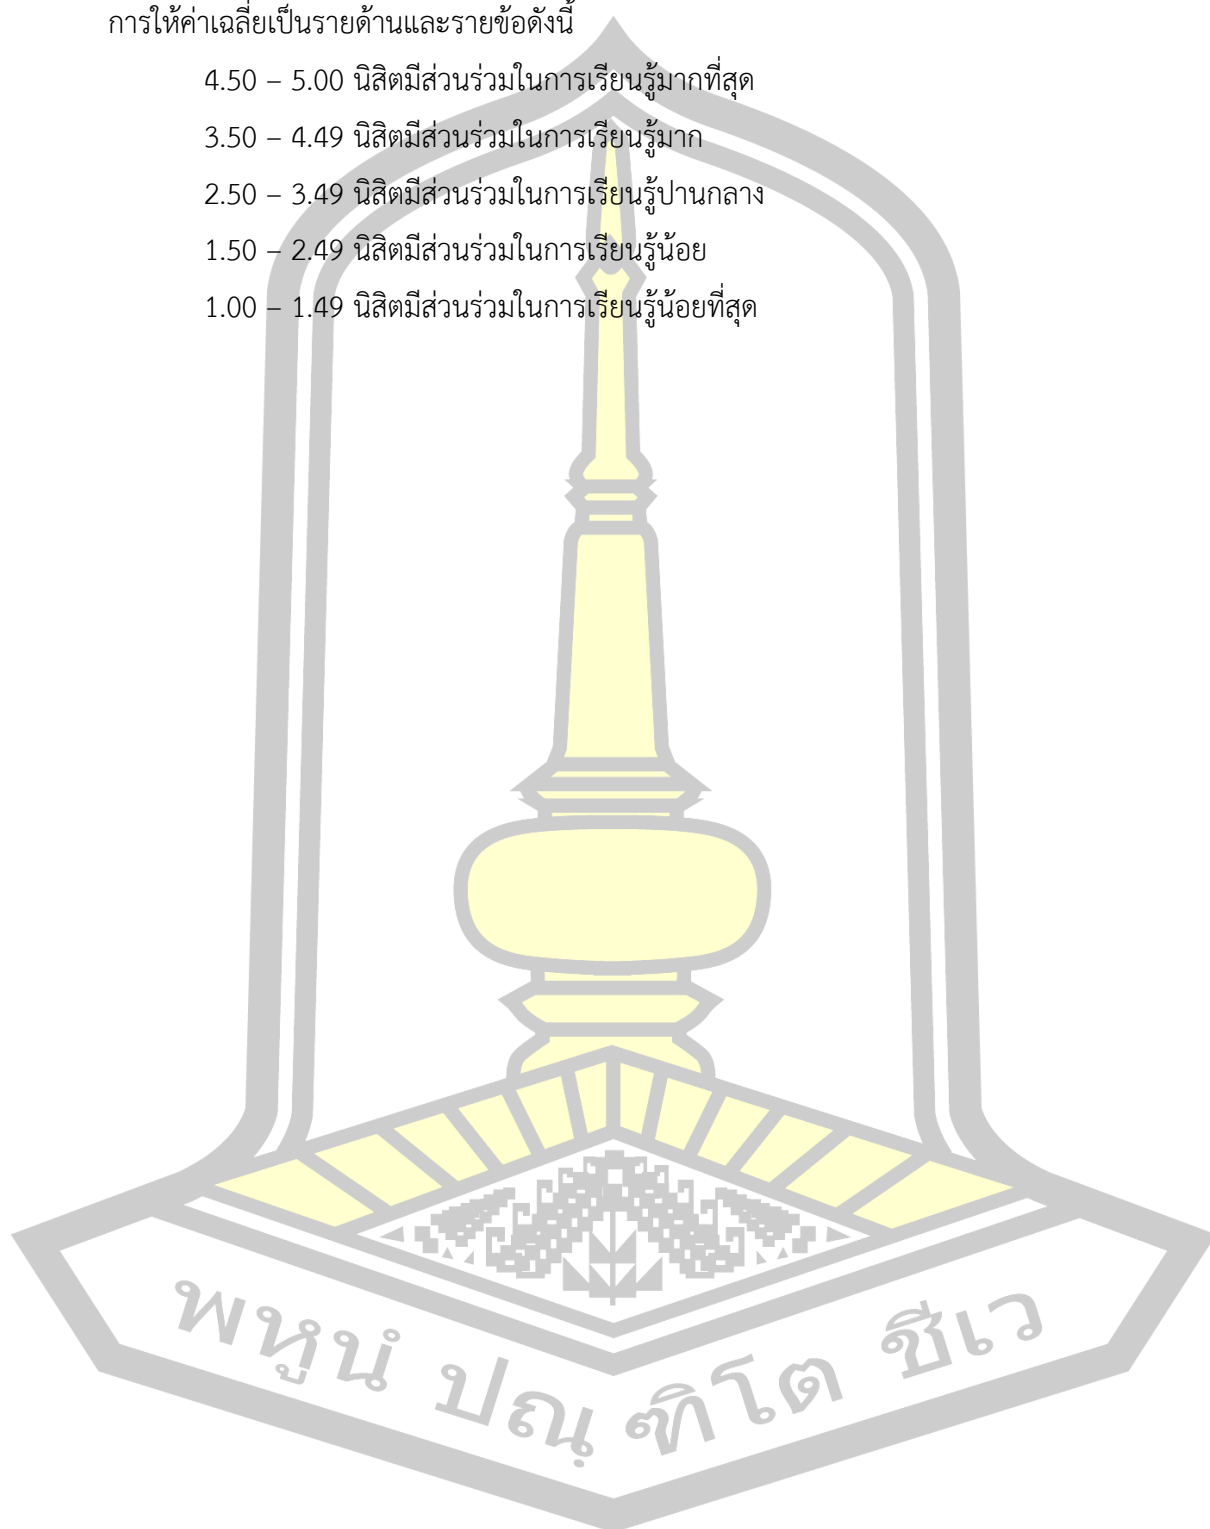 การให้ค่าเฉลี่ยเป็นรายด้านและรายข้อดังนี้
4.50 – 5.00 นิสิตมีส่วนร่วมในการเรียนรู้มากที่สุด
3.50 – 4.49 นิสิตมีส่วนร่วมในการเรียนรู้มาก
2.50 – 3.49 นิสิตมีส่วนร่วมในการเรียนรู้ปานกลาง
1.50 – 2.49 นิสิตมีส่วนร่วมในการเรียนรู้น้อย
1.00 – 1.49 นิสิตมีส่วนร่วมในการเรียนรู้น้อยที่สุด
พหูนํ ปณฺฑิโต ชีเว